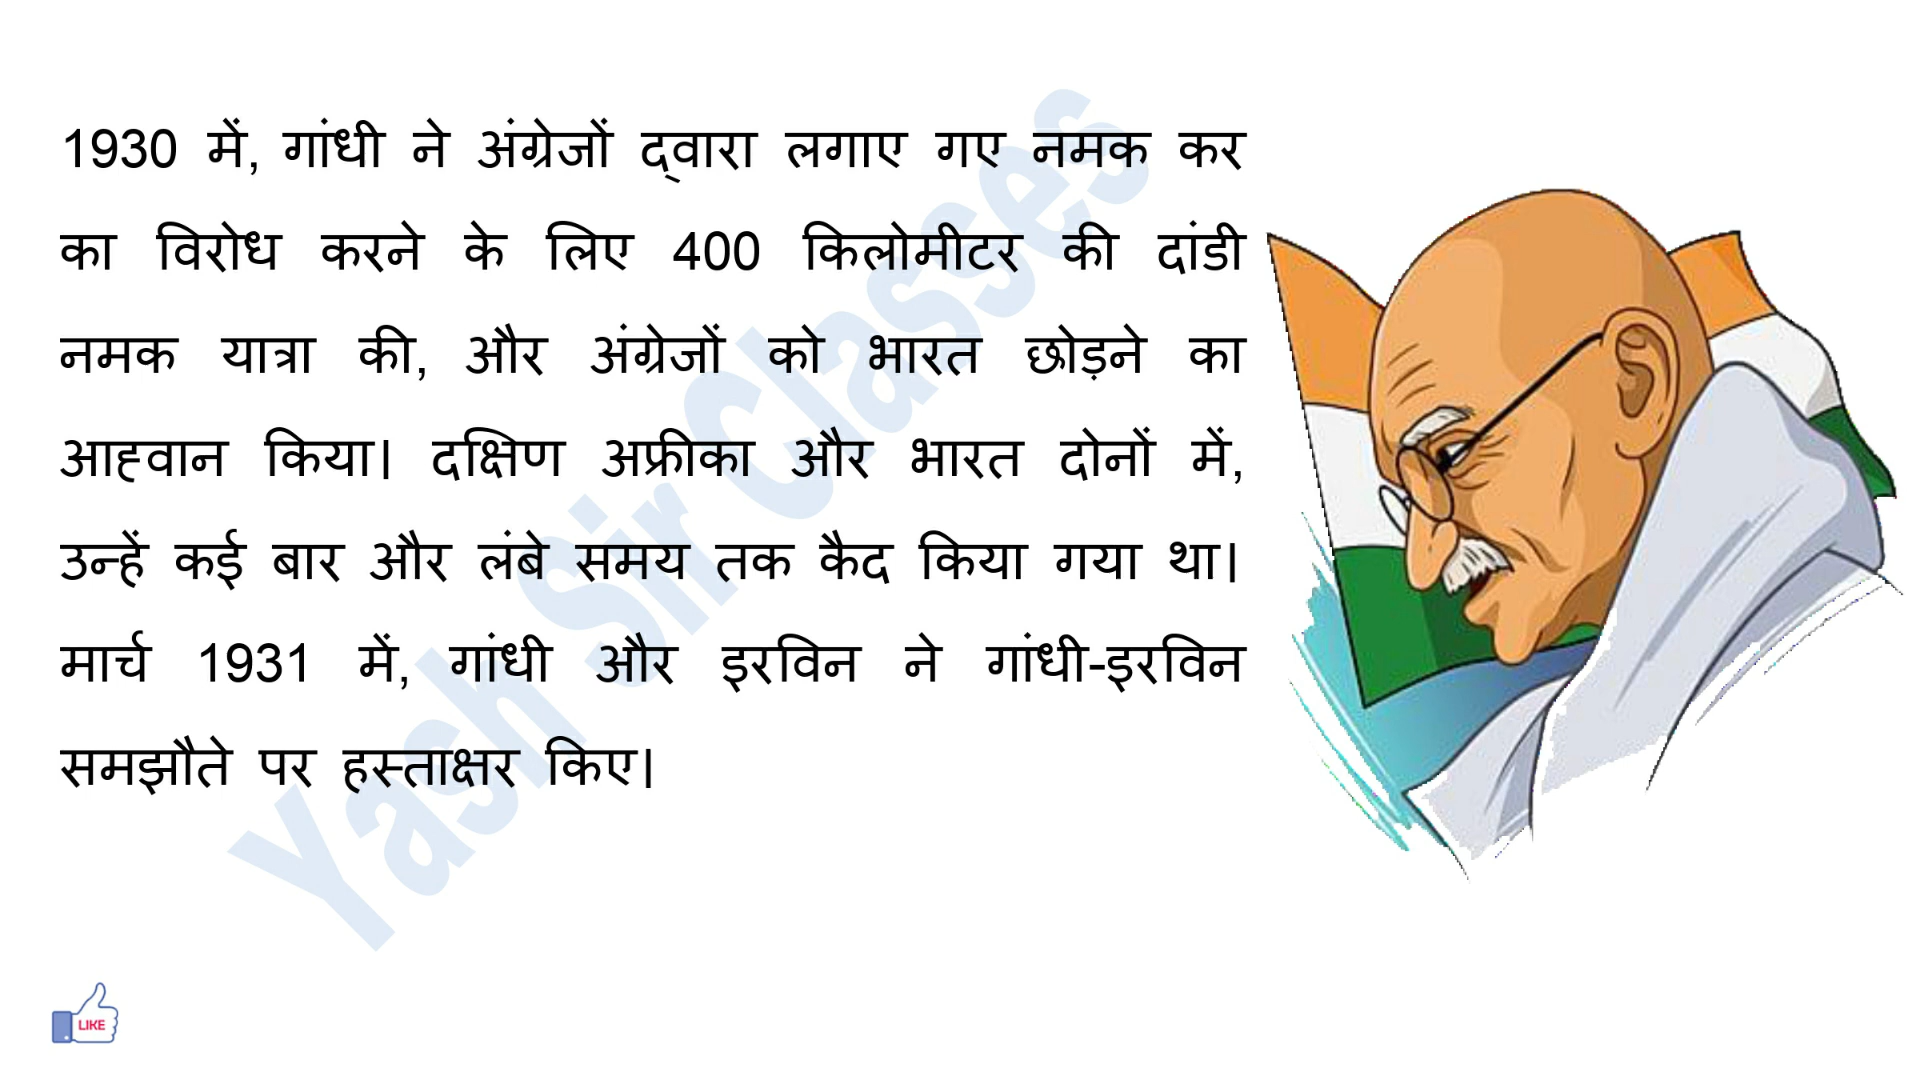 1930 में, गांधी ने अंग्रेजों द्‌वारा लगाए गए नमक कर
का विरोध करने के लिए 400 किलोमीटर की दांडी
नमक यात्रा की, और अंग्रेजों को भारत छोड़ने का
आह्वान किया। दक्षिण अफ्रीका और भारत दोनों में,
उन्हें कई बार और लंबे समय तक कैद किया गया था।
मार्च 1931 में, गांधी और इरविन ने गांधी-इरविन
समझौते पर हस्ताक्षर किए।
Yash Sir Classes
LIKE